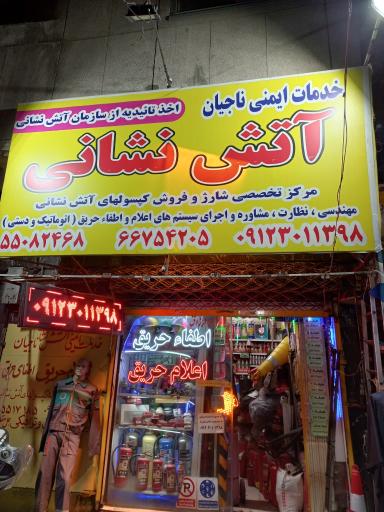 خدمات ایمنی ناجیان
اخذ تائیدیه از سازمان آتش نشانی
آتش نشانی
مرکز تخصصی شارژ و فروش کپسولهای آتش نشانی
مهندسی ، نظارت ، مشاوره و اجرای سیستم های اعلام و اطفاء حریق ( اتوماتیک و دستی )
۰۹۱۲۳۰۱۱۳۹۸
۶۶۷۵۴۲۰۵
۵۵۰۸۲۴۶۸
۰۹۱۲۳۰۱۱۳۹۸
اطفاء حریق
اعلام حریق